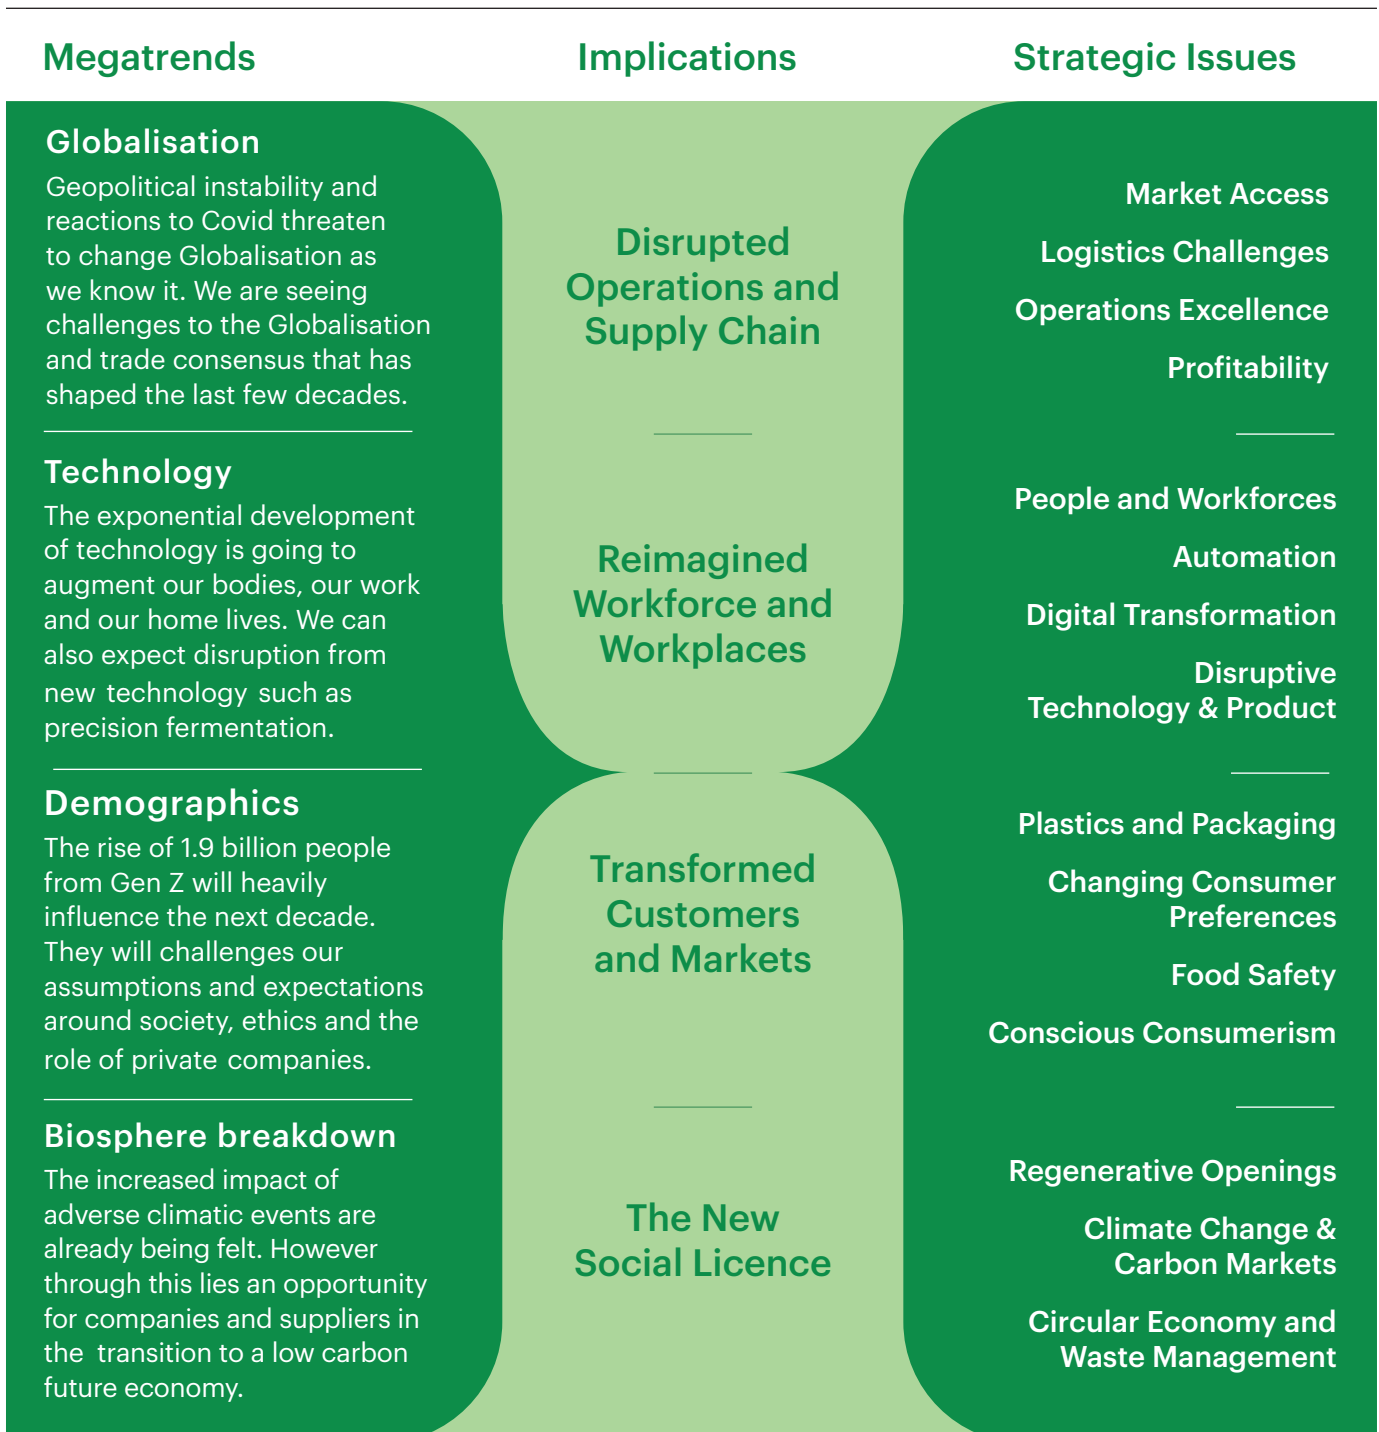 Megatrends
Implications
Strategic Issues
Globalisation
Geopolitical instability and
reactions to Covid threaten
to change Globalisation as
we know it. We are seeing
challenges to the Globalisation
and trade consensus that has
shaped the last few decades.
Disrupted
Operations and
Supply Chain
Market Access
Logistics Challenges
Operations Excellence
Profitability
Technology
The exponential development
of technology is going to
augment our bodies, our work
and our home lives. We can
also expect disruption from
new technology such as
precision fermentation.
Reimagined
Workforce and
Workplaces
People and Workforces
Automation
Digital Transformation
Disruptive
Technology & Product
Demographics
The rise of 1.9 billion people
from Gen Z will heavily
influence the next decade.
They will challenges our
assumptions and expectations
around society, ethics and the
role of private companies.
Transformed
Customers
and Markets
Plastics and Packaging
Changing Consumer
Preferences
Food Safety
Conscious Consumerism
Biosphere breakdown
The increased impact of
adverse climatic events are
already being felt. However
through this lies an opportunity
for companies and suppliers in
the transition to a low carbon
future economy.
The New
Social Licence
Regenerative Openings
Climate Change &
Carbon Markets
Circular Economy and
Waste Management